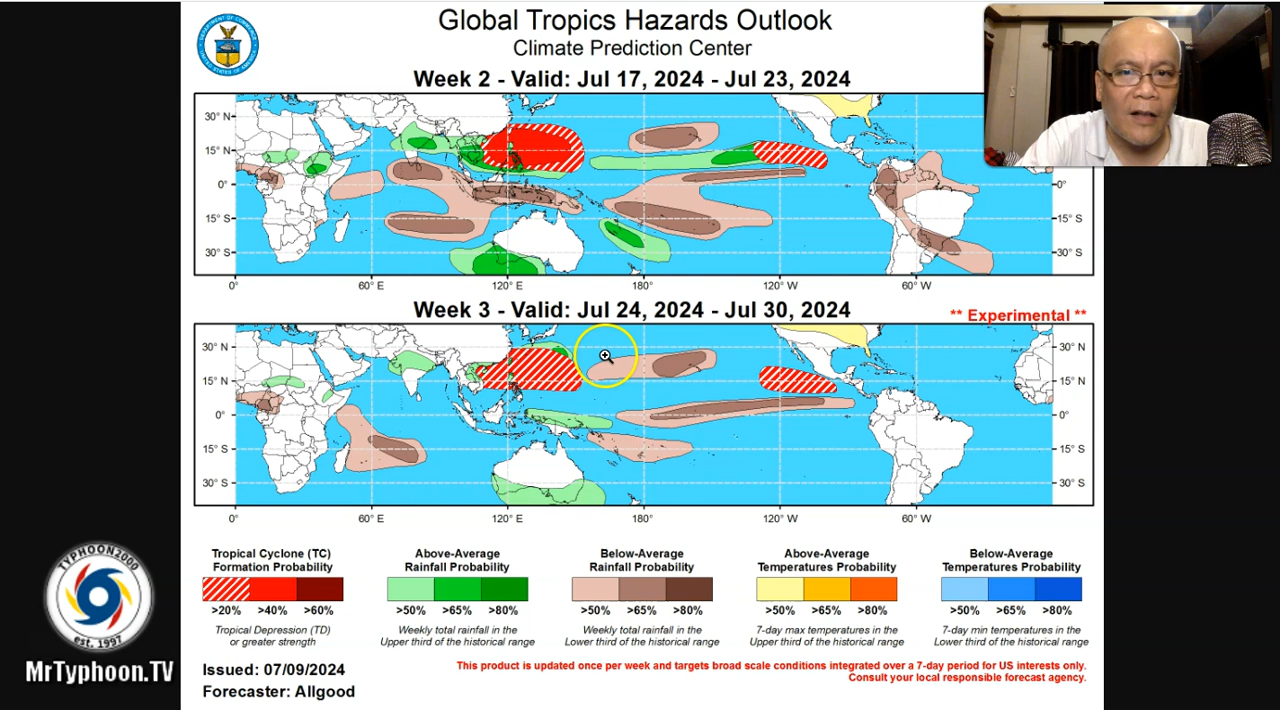 Global Tropics Hazards Outlook
Climate Prediction Center
Week 2 - Valid: Jul 17, 2024 - Jul 23, 2024
30° N
15° N
0°
15° S
30° S
0°
15° S
30° S
0° 60° E 120° E 180° 120° W 60° W
Week 3 - Valid: Jul 24, 2024 - Jul 30, 2024
** Experimental **
30° N
15° N
0°
15° S
30° S
30° N
15° N
0°
15° S
30° S
0° 60° E 120° E 180° 120° W 60° W
Tropical Cyclone (TC)
Formation Probability
>20% >40% >60%
Tropical Depression (TD)
or greater strength
Above-Average
Rainfall Probability
>50% >65% >80%
Weekly total rainfall in the
Upper third of the historical range
Below-Average
Rainfall Probability
>50% >65% >80%
Weekly total rainfall in the
Lower third of the historical range
Above-Average
Temperatures Probability
>50% >65% >80%
7-day max temperatures in the
Upper third of the historical range
Below-Average
Temperatures Probability
>50% >65% >80%
7-day min temperatures in the
Lower third of the historical range
Issued: 07/09/2024
Forecaster: Allgood
This product is updated once per week and targets broad scale conditions integrated over a 7-day period for US interests only.
Consult your local responsible forecast agency.
TYPHOON2000
est. 1997
MrTyphoon.TV